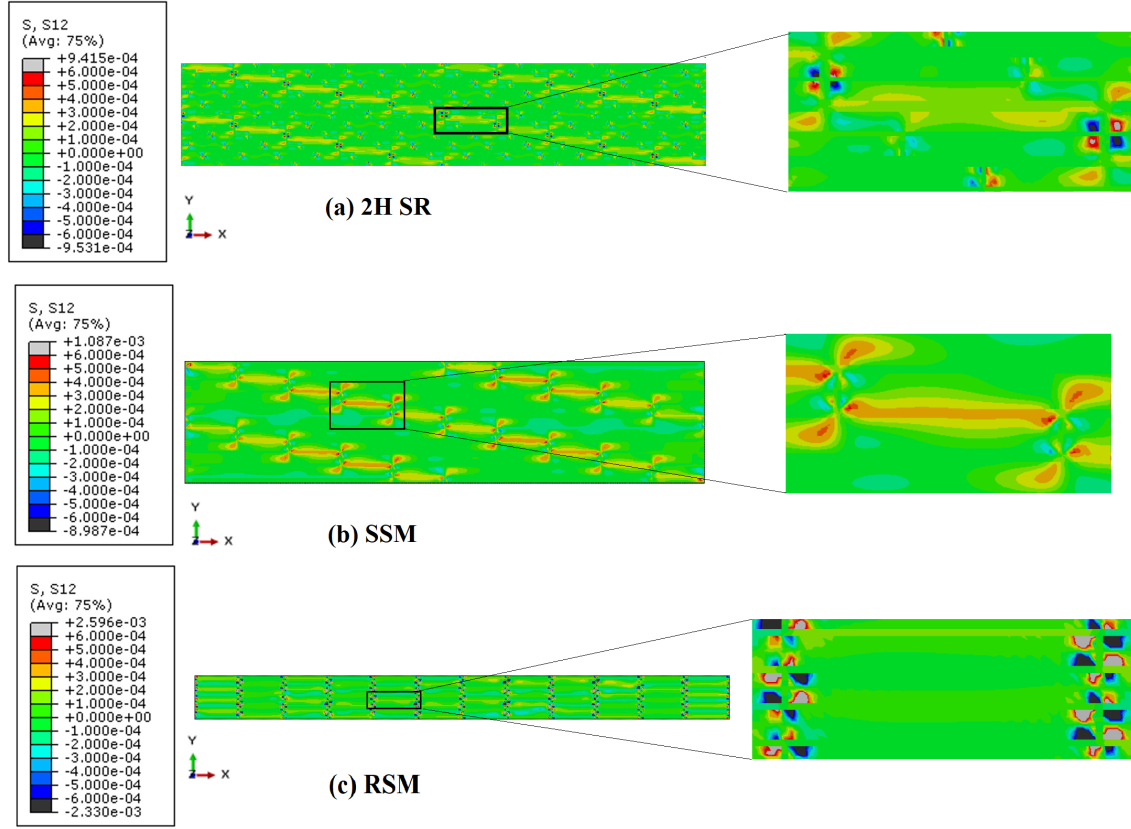 S, S12
(Avg: 75%)
+9.415e-04
+6.000e-04
+5.000e-04
+4.000e-04
+3.000e-04
+2.000e-04
+1.000e-04
+0.000e+00
-1.000e-04
-2.000e-04
-3.000e-04
-4.000e-04
-5.000e-04
-6.000e-04
-9.531e-04
Y
Z
X
(a) 2H SR
S, S12
(Avg: 75%)
+1.087e-03
+6.000e-04
+5.000e-04
+4.000e-04
+3.000e-04
+2.000e-04
+1.000e-04
+0.000e+00
-1.000e-04
-2.000e-04
-3.000e-04
-4.000e-04
-5.000e-04
-6.000e-04
-8.987e-04
Y
Z
X
(b) SSM
S, S12
(Avg: 75%)
+2.596e-03
+6.000e-04
+5.000e-04
+4.000e-04
+3.000e-04
+2.000e-04
+1.000e-04
+0.000e+00
-1.000e-04
-2.000e-04
-3.000e-04
-4.000e-04
-5.000e-04
-6.000e-04
-2.330e-03
Y
Z
X
(c) RSM